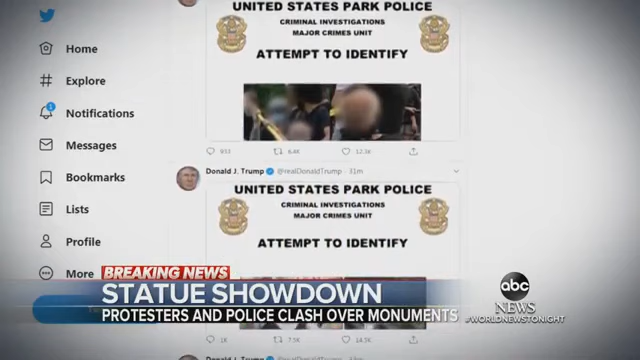 UNITED STATES PARK POLICE
CRIMINAL INVESTIGATIONS
MAJOR CRIMES UNIT
ATTEMPT TO IDENTIFY
Home
Explore
1
Notifications
Messages
Bookmarks
Lists
Profile
More
933 6.4K 12.3K
Donald J. Trump @realDonaldTrump · 31m
UNITED STATES PARK POLICE
CRIMINAL INVESTIGATIONS
MAJOR CRIMES UNIT
ATTEMPT TO IDENTIFY
BREAKING NEWS
STATUE SHOWDOWN
PROTESTERS AND POLICE CLASH OVER MONUMENTS
abc
NEWS
#WORLDNEWSTONIGHT
1K 7.5K 14.5K